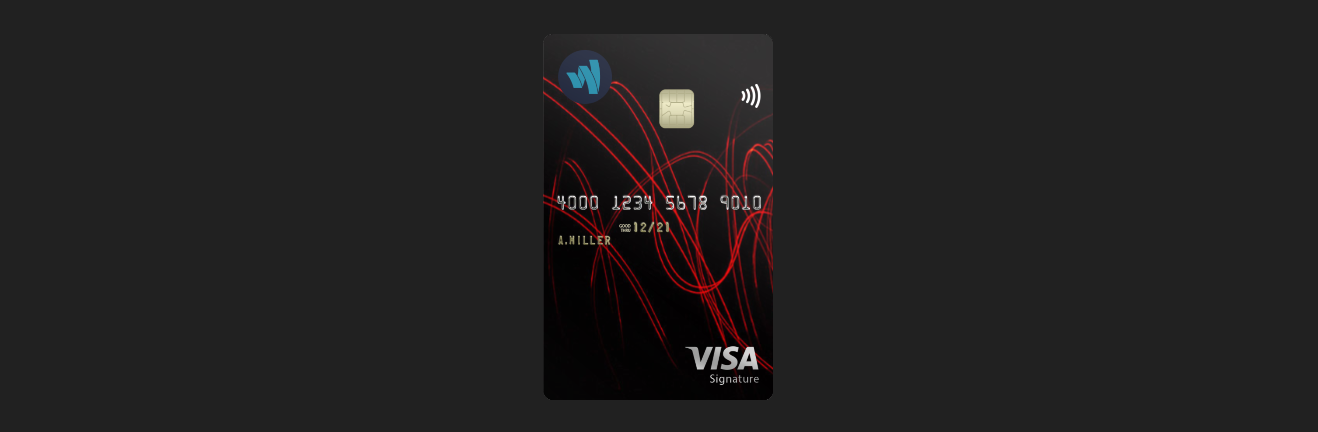 4000 1234 5678 9010
GOOD THRU 12/21
A.MILLER
VISA
Signature